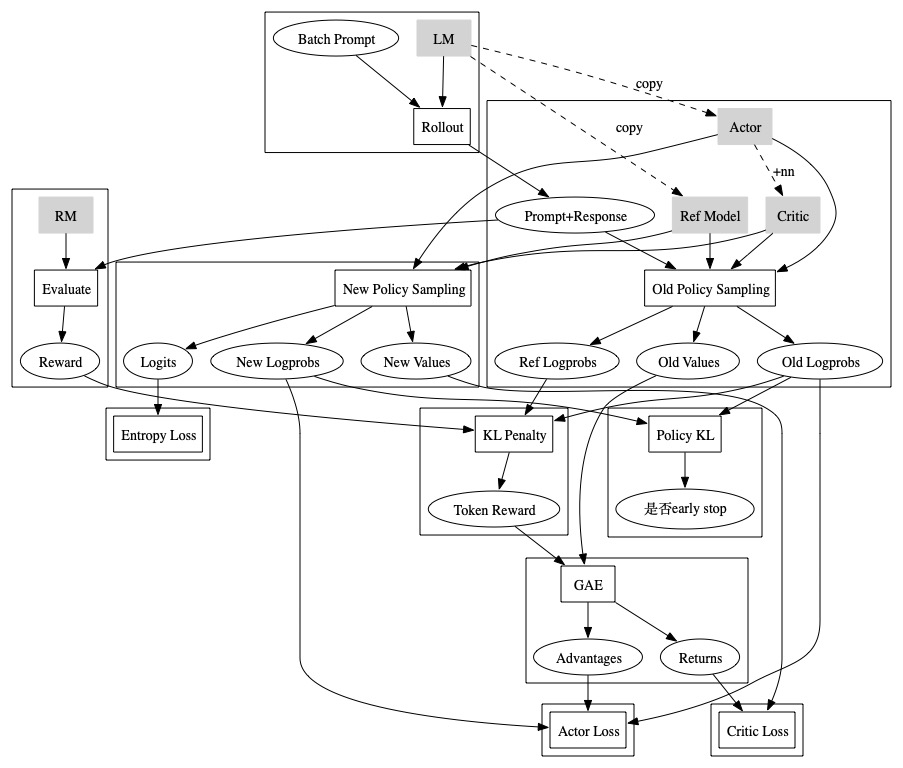 Batch Prompt
LM
copy
Rollout
copy
Actor
+nn
RM
Prompt+Response
Ref Model
Critic
Evaluate
New Policy Sampling
Old Policy Sampling
Reward
Logits
New Logprobs
New Values
Ref Logprobs
Old Values
Old Logprobs
Entropy Loss
KL Penalty
Policy KL
Token Reward
是否early stop
GAE
Advantages
Returns
Actor Loss
Critic Loss